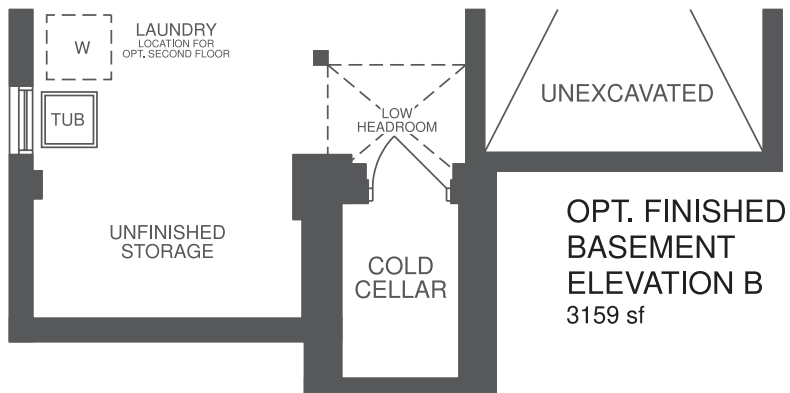 LAUNDRY
LOCATION FOR
OPT. SECOND FLOOR
W
TUB
UNFINISHED
STORAGE
LOW
HEADROOM
COLD
CELLAR
UNEXCAVATED
OPT. FINISHED
BASEMENT
ELEVATION B
3159 sf